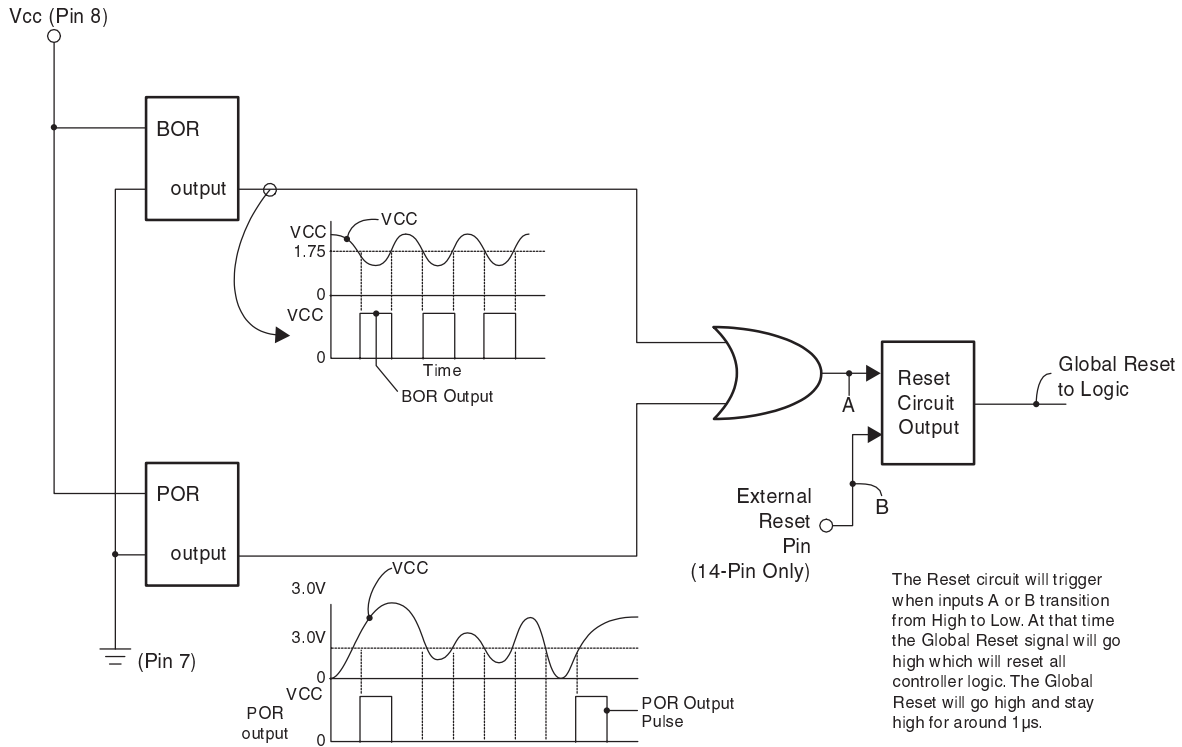 Vcc (Pin 8)
BOR
output
VCC
VCC
1.75
0
VCC
0
Time
BOR Output
A
Reset
Circuit
Output
Global Reset
to Logic
External
Reset
Pin
(14-Pin Only)
B
POR
output
(Pin 7)
VCC
3.0V
3.0V
0
VCC
POR
output
0
POR Output
Pulse
The Reset circuit will trigger
when inputs A or B transition
from High to Low. At that time
the Global Reset signal will go
high which will reset all
controller logic. The Global
Reset will go high and stay
high for around 1µs.